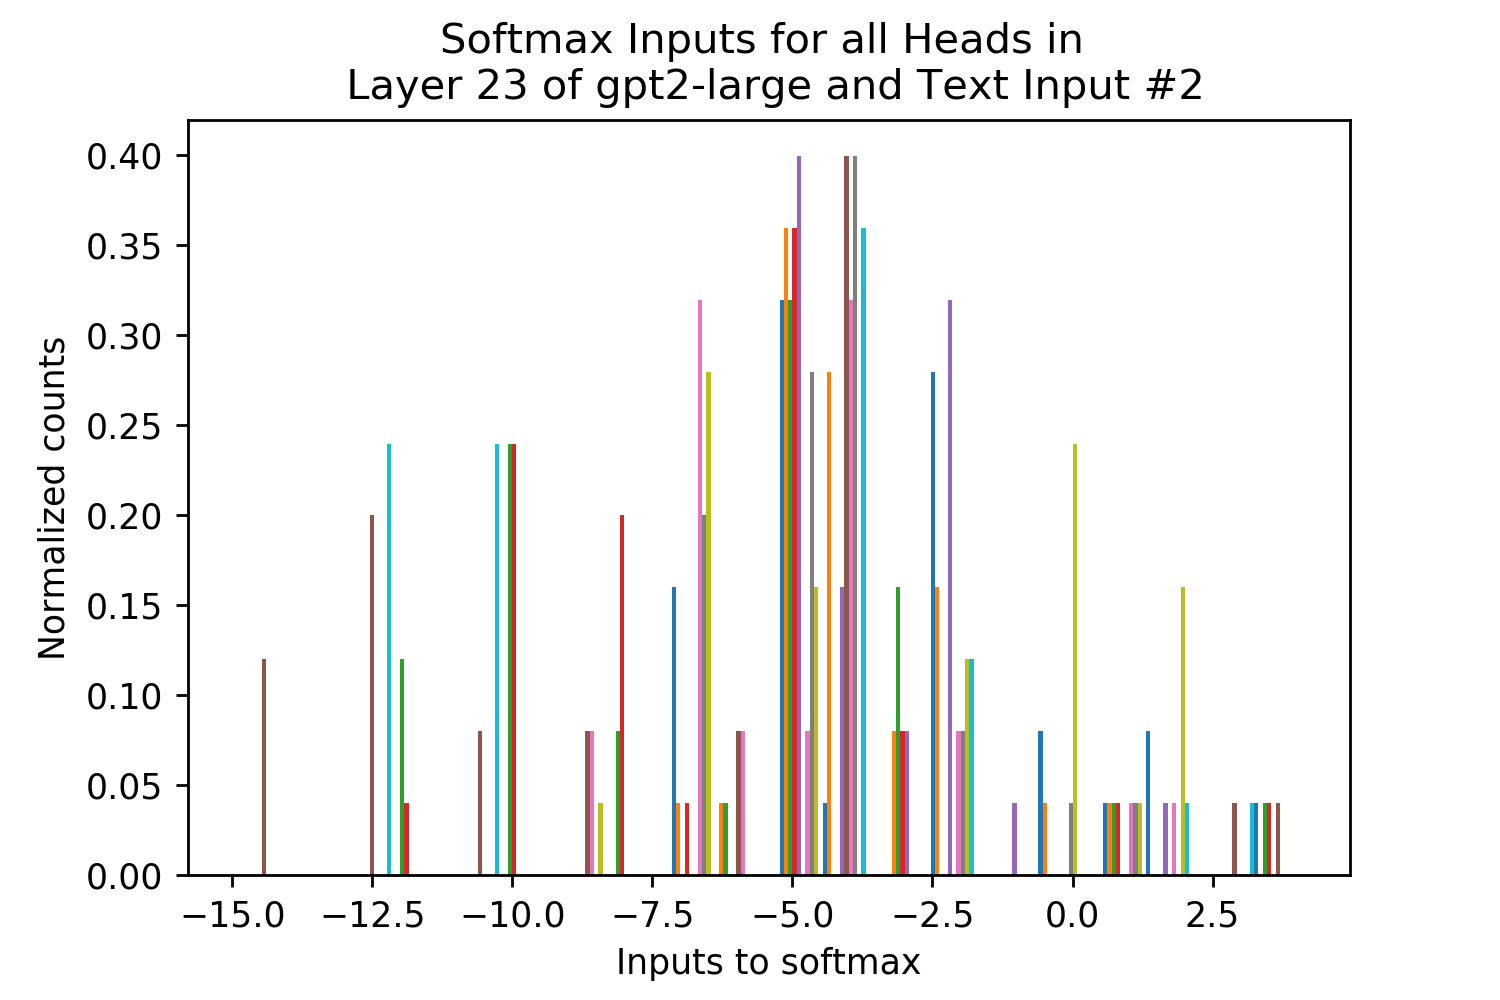 Softmax Inputs for all Heads in
Layer 23 of gpt2-large and Text Input #2
Normalized counts
0.40
0.35
0.30
0.25
0.20
0.15
0.10
0.05
0.00
−15.0 −12.5 −10.0 −7.5 −5.0 −2.5 0.0 2.5
Inputs to softmax